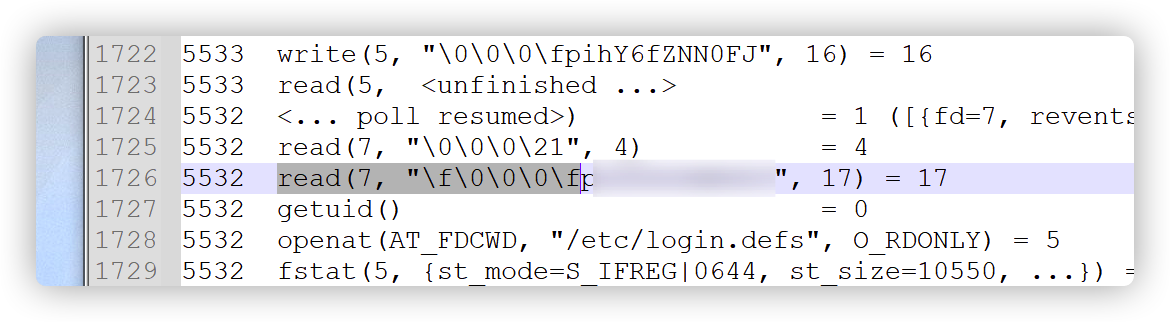 1722 5533 write(5, "\0\0\0\fpihY6fZNN0FJ", 16) = 16
1723 5533 read(5, <unfinished ...>
1724 5532 <... poll resumed>) = 1 ([{fd=7, revents
1725 5532 read(7, "\0\0\0\21", 4) = 4
1726 5532 read(7, "\f\0\0\0\fp", 17) = 17
1727 5532 getuid() = 0
1728 5532 openat(AT_FDCWD, "/etc/login.defs", O_RDONLY) = 5
1729 5532 fstat(5, {st_mode=S_IFREG|0644, st_size=10550, ...}) =